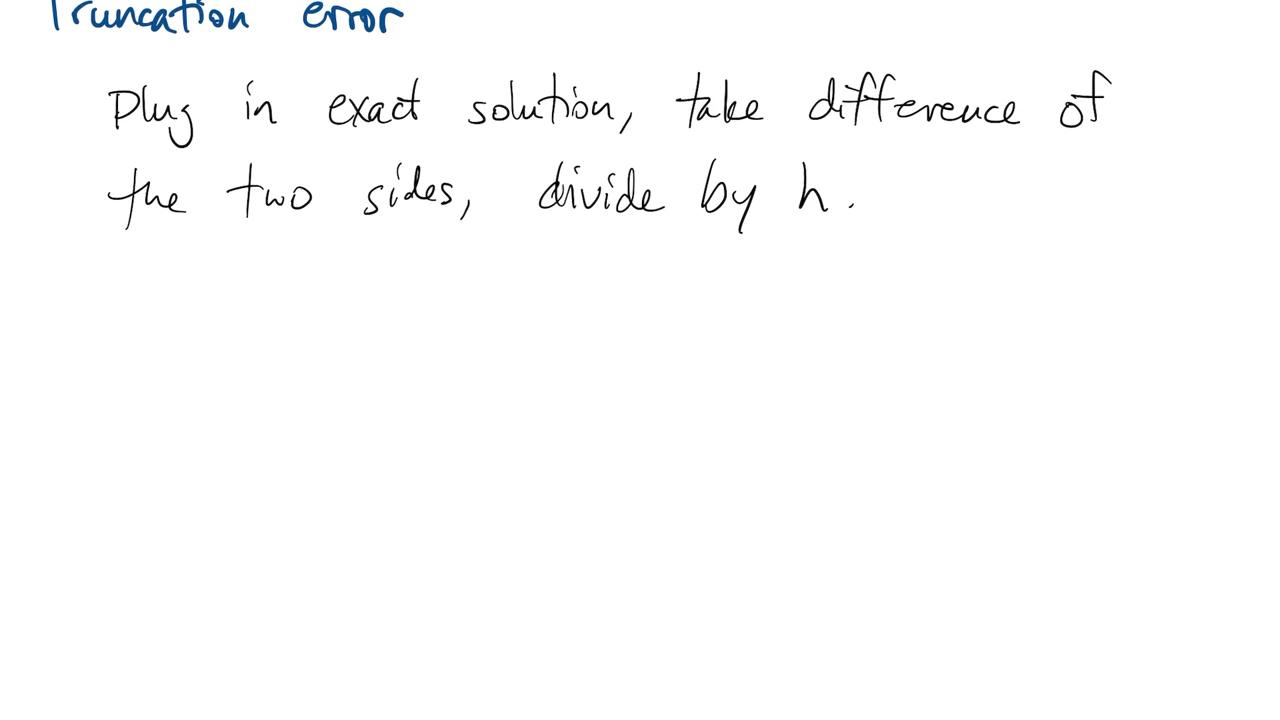 Truncation error
Plug in exact solution, take difference of
the two sides, divide by h.